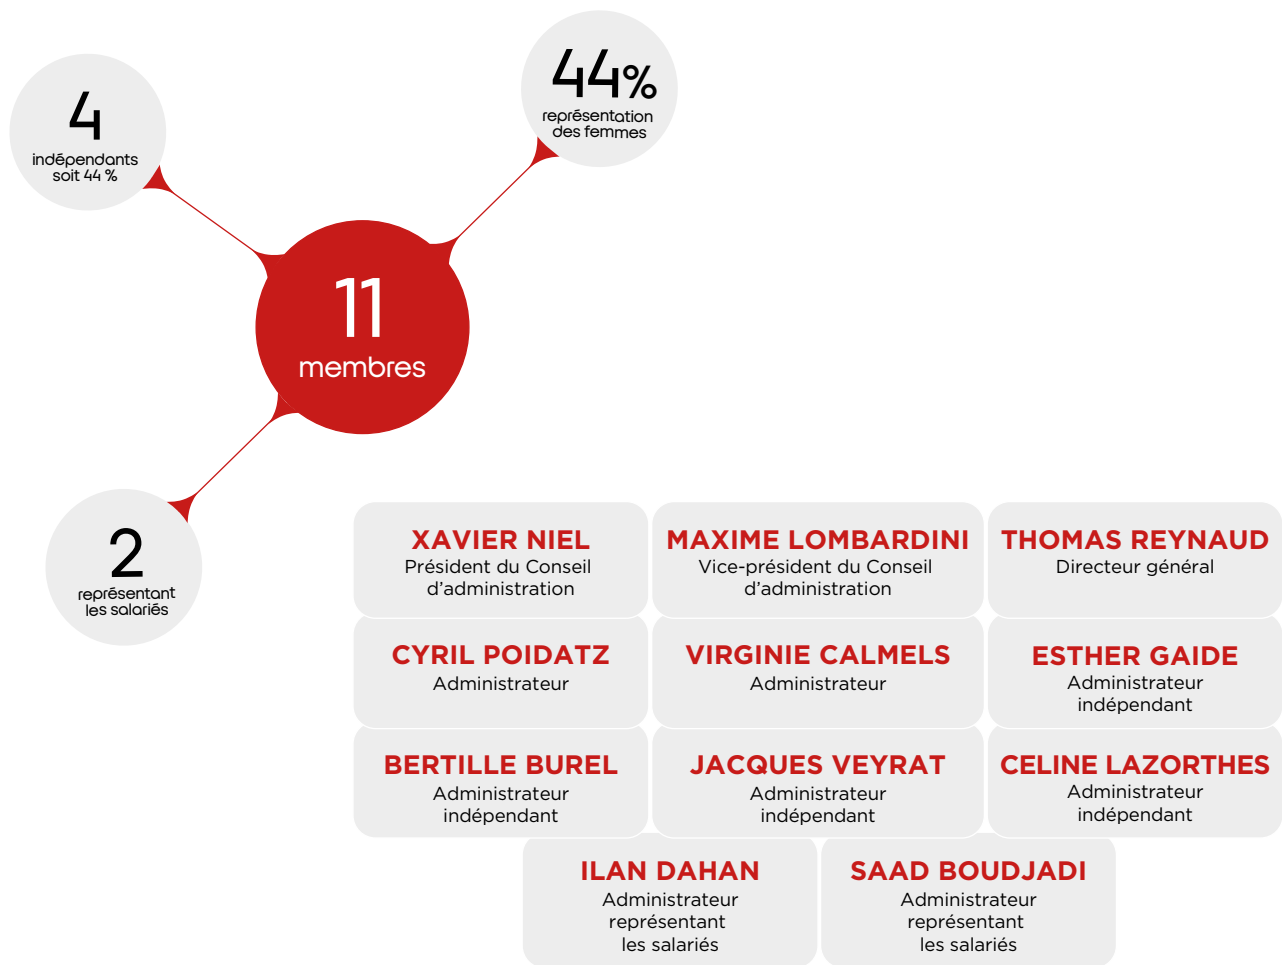 4
indépendants
soit 44 %
44%
représentation
des femmes
11
membres
2
représentant
les salariés
XAVIER NIEL
Président du Conseil
d’administration
MAXIME LOMBARDINI
Vice-président du Conseil
d’administration
THOMAS REYNAUD
Directeur général
CYRIL POIDATZ
Administrateur
VIRGINIE CALMELS
Administrateur
ESTHER GAIDE
Administrateur
indépendant
BERTILLE BUREL
Administrateur
indépendant
JACQUES VEYRAT
Administrateur
indépendant
CELINE LAZORTHES
Administrateur
indépendant
ILAN DAHAN
Administrateur
représentant
les salariés
SAAD BOUDJADI
Administrateur
représentant
les salariés